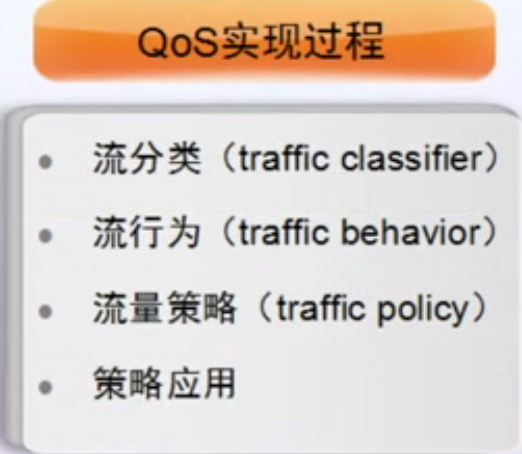 QoS实现过程
流分类（traffic classifier）
流行为（traffic behavior）
流量策略（traffic policy）
策略应用